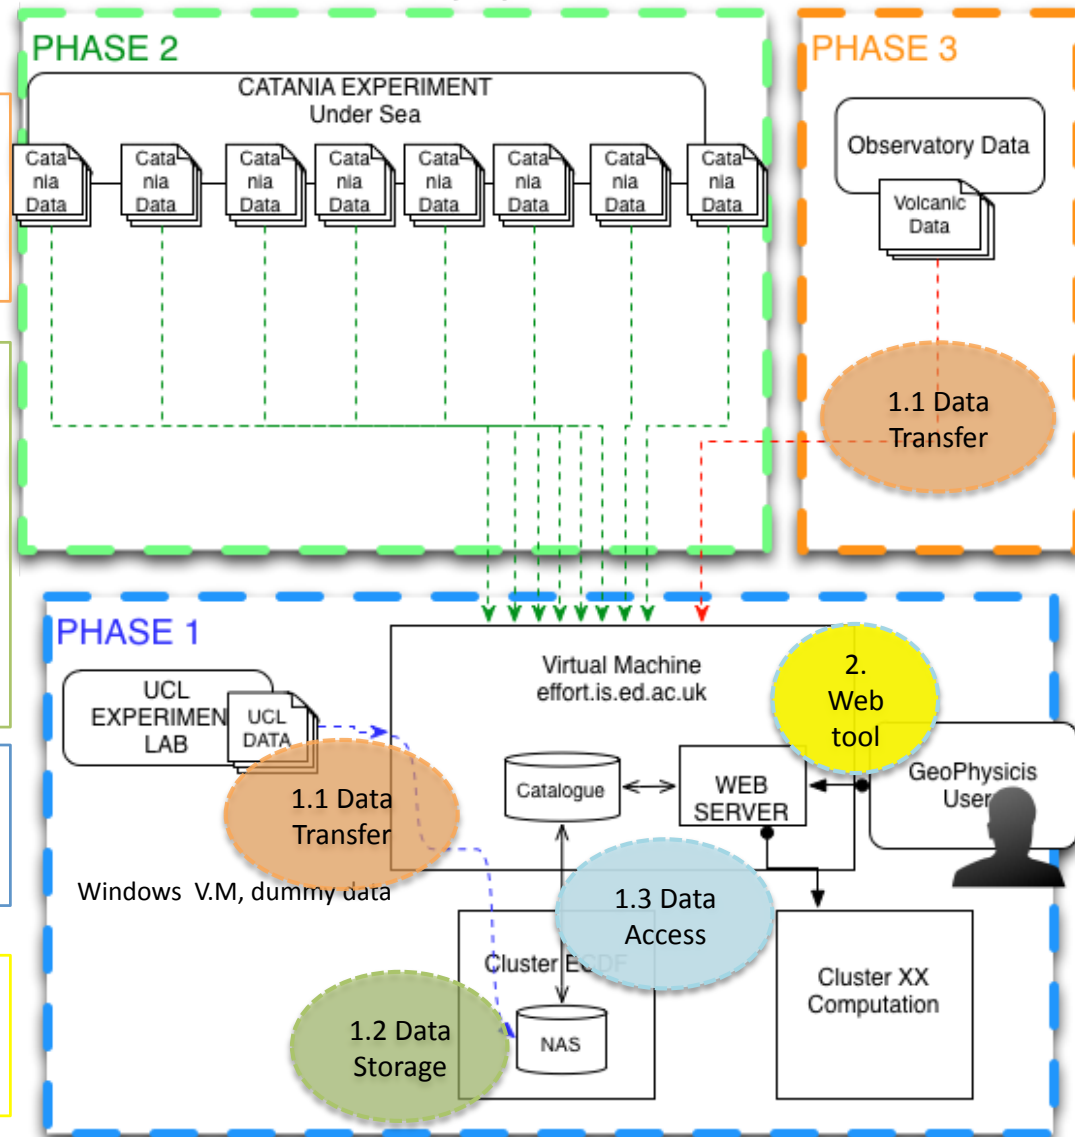 PHASE 2
CATANIA EXPERIMENT
Under Sea
Cata
nia
Data
Cata
nia
Data
Cata
nia
Data
Cata
nia
Data
Cata
nia
Data
Cata
nia
Data
Cata
nia
Data
Cata
nia
Data
PHASE 3
Observatory Data
Volcanic
Data
1.1 Data
Transfer
PHASE 1
UCL
EXPERIMEN
LAB
UCL
DATA
1.1 Data
Transfer
Windows V.M, dummy data
Virtual Machine
effort.is.ed.ac.uk
2.
Web
tool
Catalogue
WEB
SERVER
GeoPhysicis
User
1.3 Data
Access
Cluster ECDF
NAS
1.2 Data
Storage
Cluster XX
Computation